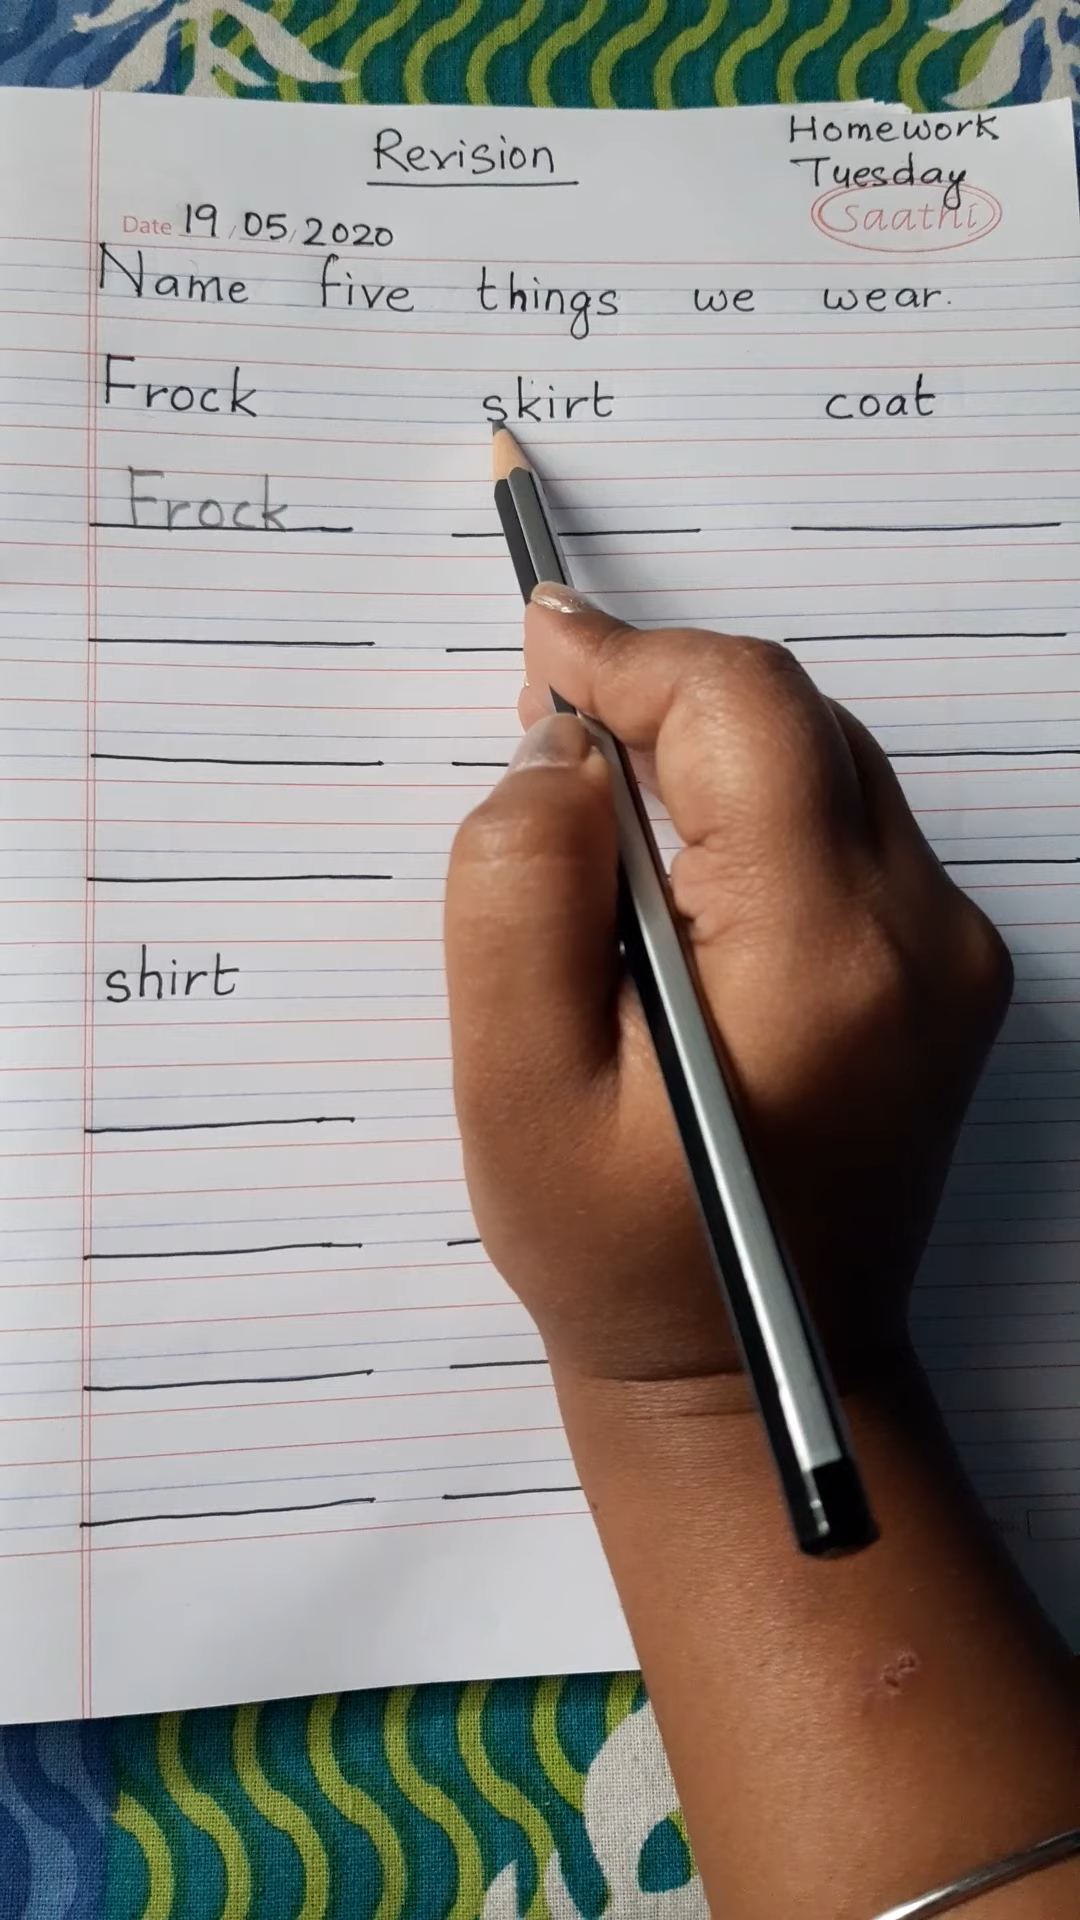 Revision
Homework
Tuesday
Saathi
Date 19/05/2020
Name five things we wear.
Frock skirt coat
Frock
shirt